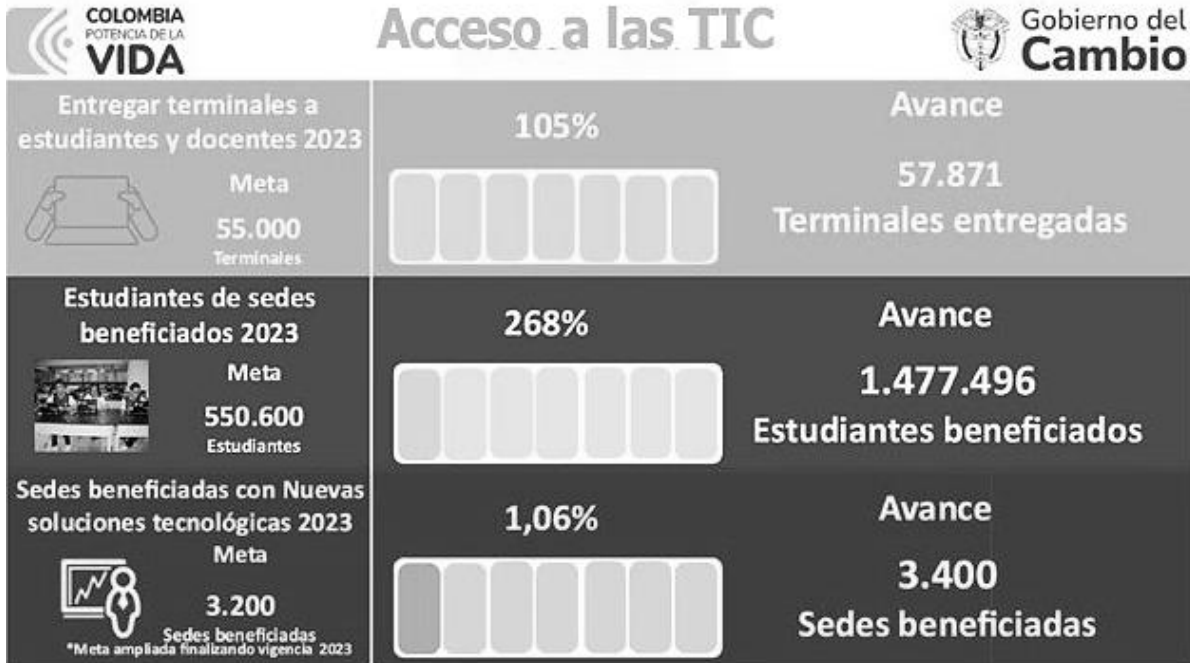 COLOMBIA
POTENCIA DE LA
VIDA
Acceso a las TIC
Gobierno del
Cambio
Entregar terminales a
estudiantes y docentes 2023
Meta
55.000
Terminales
105%
Avance
57.871
Terminales entregadas
Estudiantes de sedes
beneficiados 2023
Meta
550.600
Estudiantes
268%
Avance
1.477.496
Estudiantes beneficiados
Sedes beneficiadas con Nuevas
soluciones tecnológicas 2023
Meta
3.200
Sedes beneficiadas
*Meta ampliada finalizando vigencia 2023
1,06%
Avance
3.400
Sedes beneficiadas